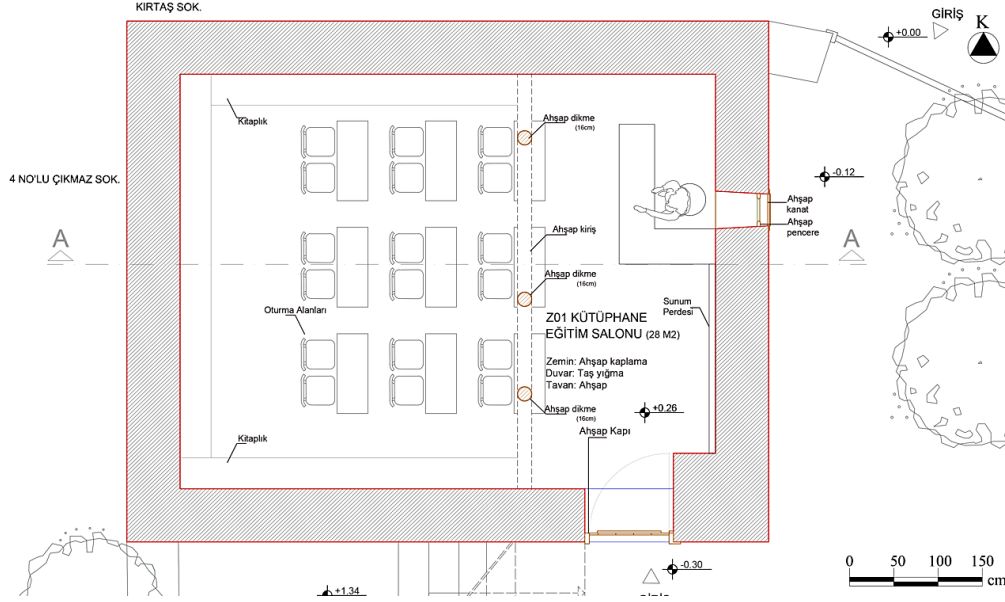 KIRTAŞ SOK.
GİRİŞ
K
+0.00
Kitaplık
Ahşap dikme
(16cm)
4 NO'LU ÇIKMAZ SOK.
-0.12
Ahşap
kanat
Ahşap
pencere
A
Ahşap kiriş
A
Ahşap dikme
(16cm)
Oturma Alanları
Sunum
Perdesi
Z01 KÜTÜPHANE
EĞİTİM SALONU (28 M2)
Zemin: Ahşap kaplama
Duvar: Taş yığma
Tavan: Ahşap
Ahşap dikme
(16cm)
+0.26
Ahşap Kapı
Kitaplık
0 50 100 150
cm
-0.30
+1.34